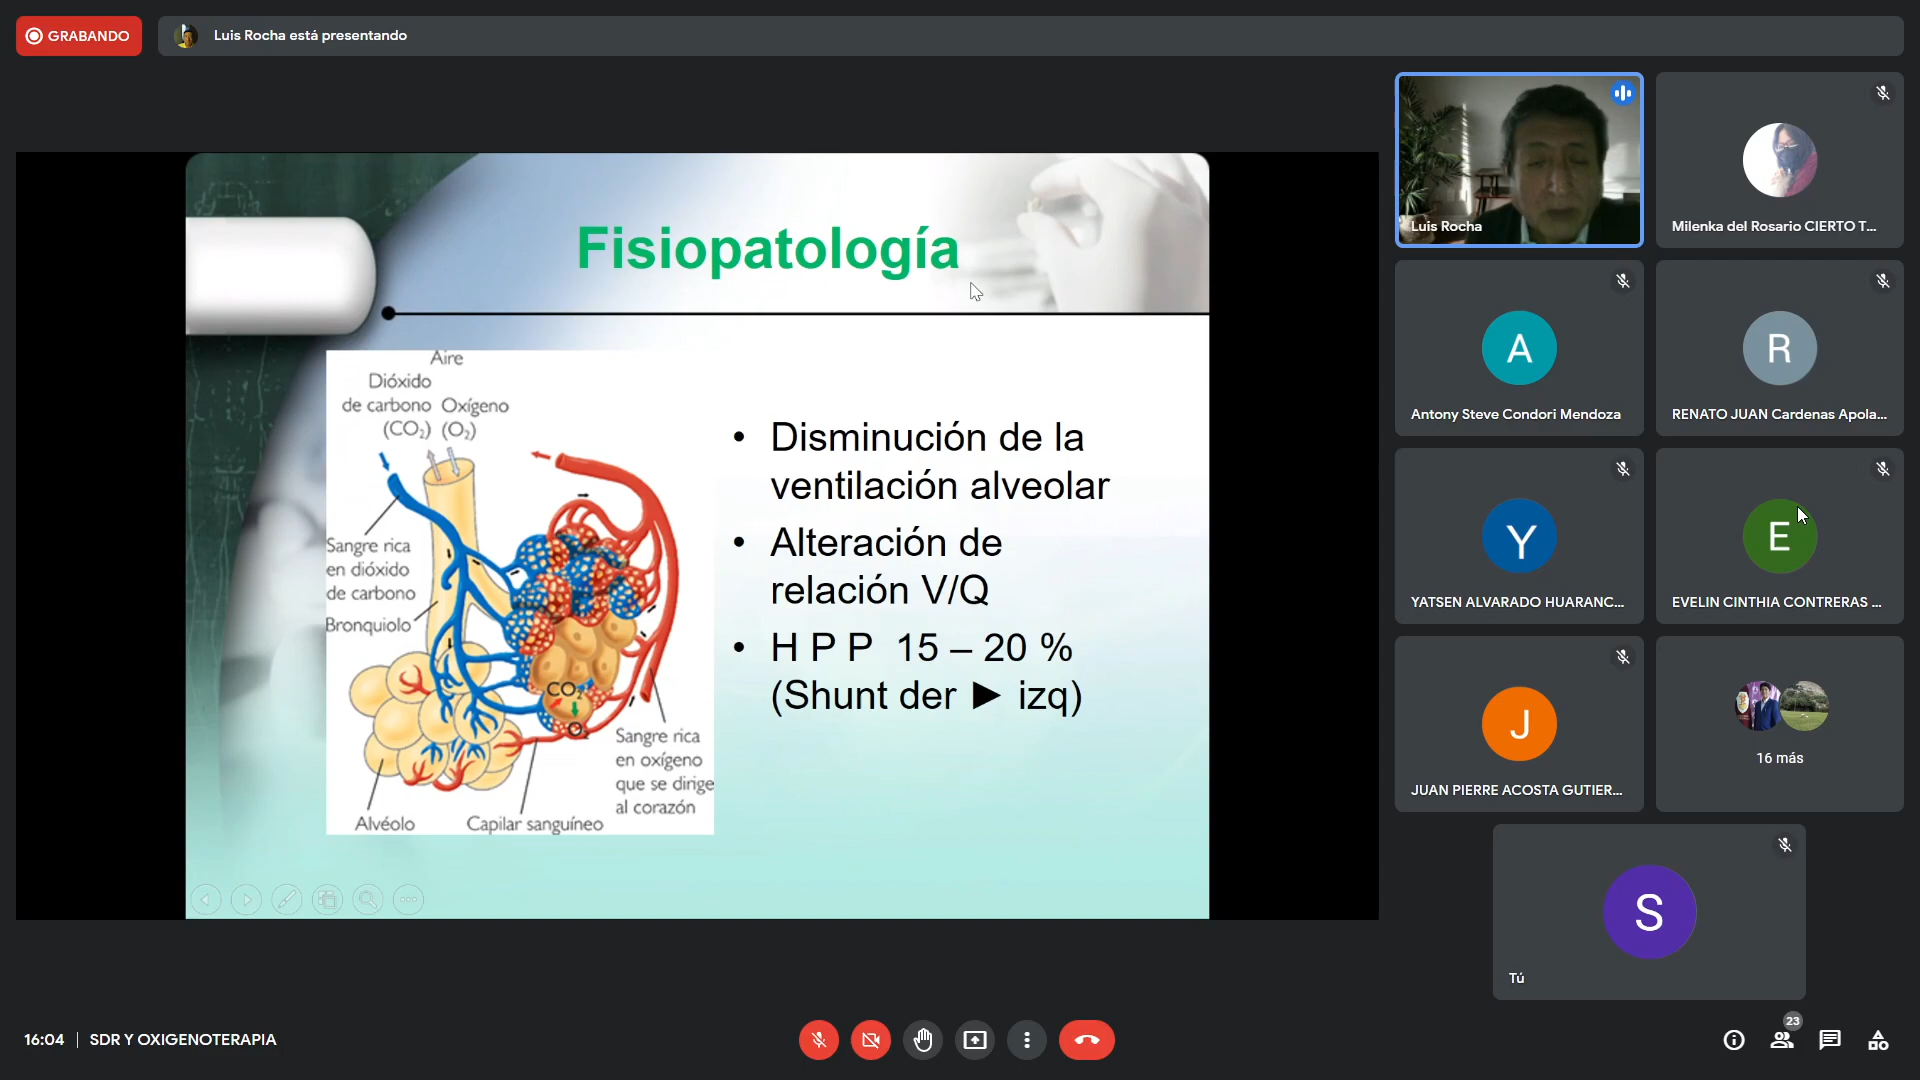 GRABANDO
Luis Rocha está presentando
Fisiopatología
Aire
Dióxido
de carbono Oxígeno
(CO₂) (O₂)
Sangre rica
en dióxido
de carbono
Bronquiolo
CO₂
O₂
Sangre rica
en oxígeno
que se dirige
al corazón
Alvéolo
Capilar sanguíneo
• Disminución de la
ventilación alveolar
• Alteración de
relación V/Q
• H P P 15 – 20 %
(Shunt der ► izq)
Luis Rocha
Milenka del Rosario CIERTO T...
A
Antony Steve Condori Mendoza
R
RENATO JUAN Cardenas Apola...
Y
YATSEN ALVARADO HUARANC...
E
EVELIN CINTHIA CONTRERAS ...
J
JUAN PIERRE ACOSTA GUTIER...
16 más
S
Tú
16:04 | SDR Y OXIGENOTERAPIA
23